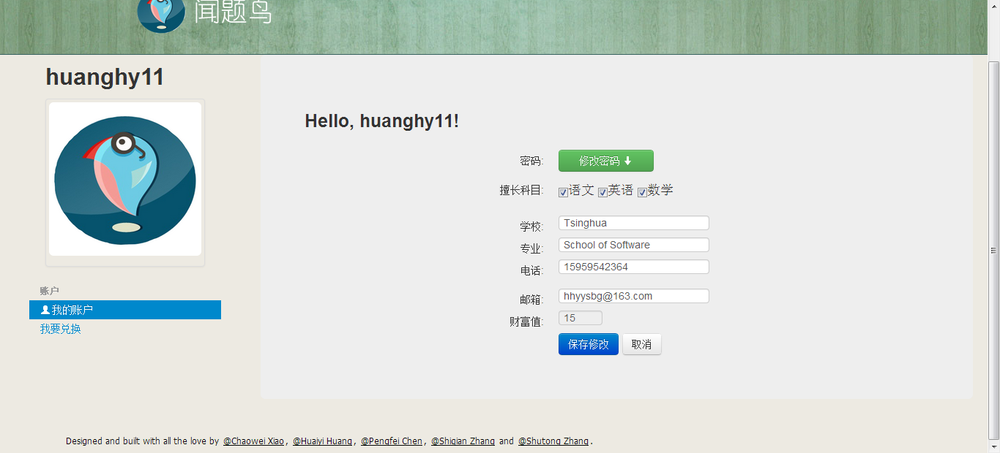 闻题鸟
huanghy11
Hello, huanghy11!
密码: 修改密码
擅长科目: 语文 英语 数学
学校: Tsinghua
专业: School of Software
电话: 15959542364
邮箱: hhyysbg@163.com
财富值: 15
保存修改 取消
账户
我的账户
我要兑换
Designed and built with all the love by @Chaowei Xiao, @Huaiyi Huang, @Pengfei Chen, @Shiqian Zhang and @Shutong Zhang.